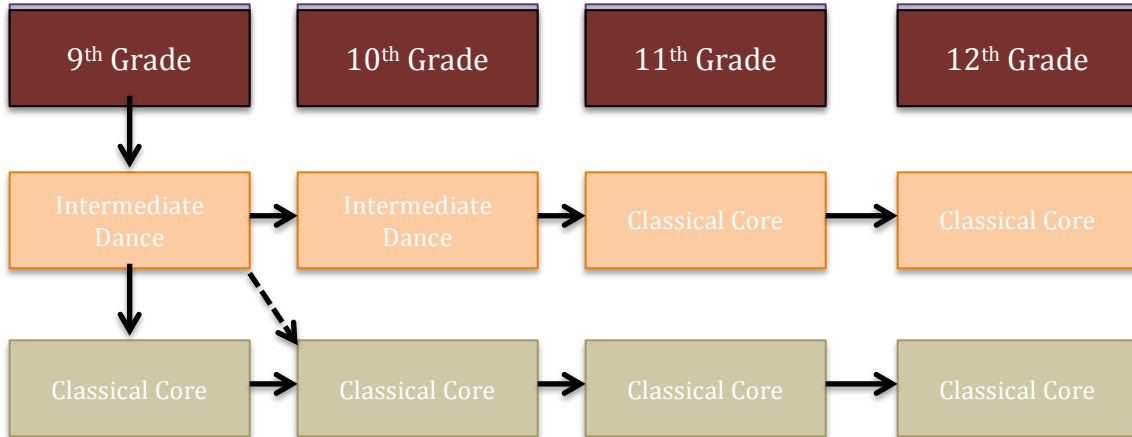 9th Grade
10th Grade
11th Grade
12th Grade
Intermediate
Dance
Intermediate
Dance
Classical Core
Classical Core
Classical Core
Classical Core
Classical Core
Classical Core